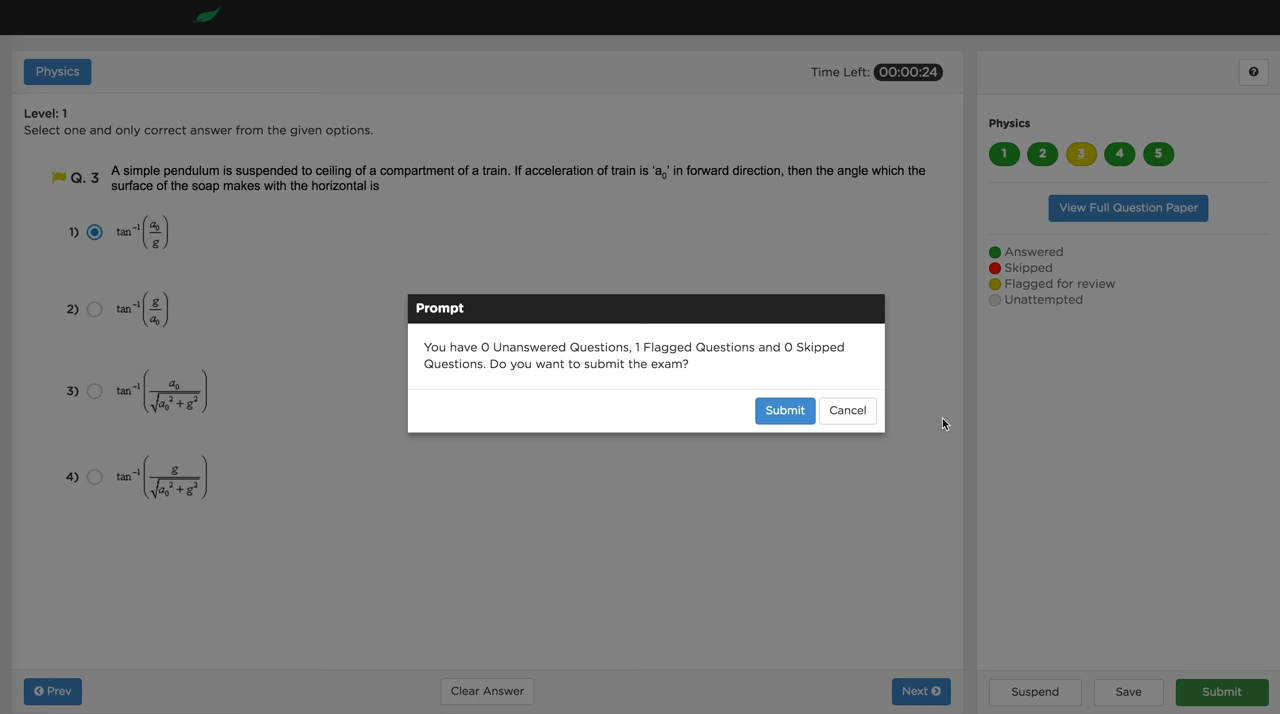 Physics
Time Left: 00:00:24
Level: 1
Select one and only correct answer from the given options.
Q. 3 A simple pendulum is suspended to ceiling of a compartment of a train. If acceleration of train is ‘a₀’ in forward direction, then the angle which the
surface of the soap makes with the horizontal is
1) tan⁻¹(a₀/g)
2) tan⁻¹(g/a₀)
3) tan⁻¹(a₀/√(a₀² + g²))
4) tan⁻¹(g/√(a₀² + g²))
Prompt
You have 0 Unanswered Questions, 1 Flagged Questions and 0 Skipped
Questions. Do you want to submit the exam?
Submit Cancel
Prev
Clear Answer
Next
?
Physics
1 2 3 4 5
View Full Question Paper
Answered
Skipped
Flagged for review
Unattempted
Suspend Save Submit